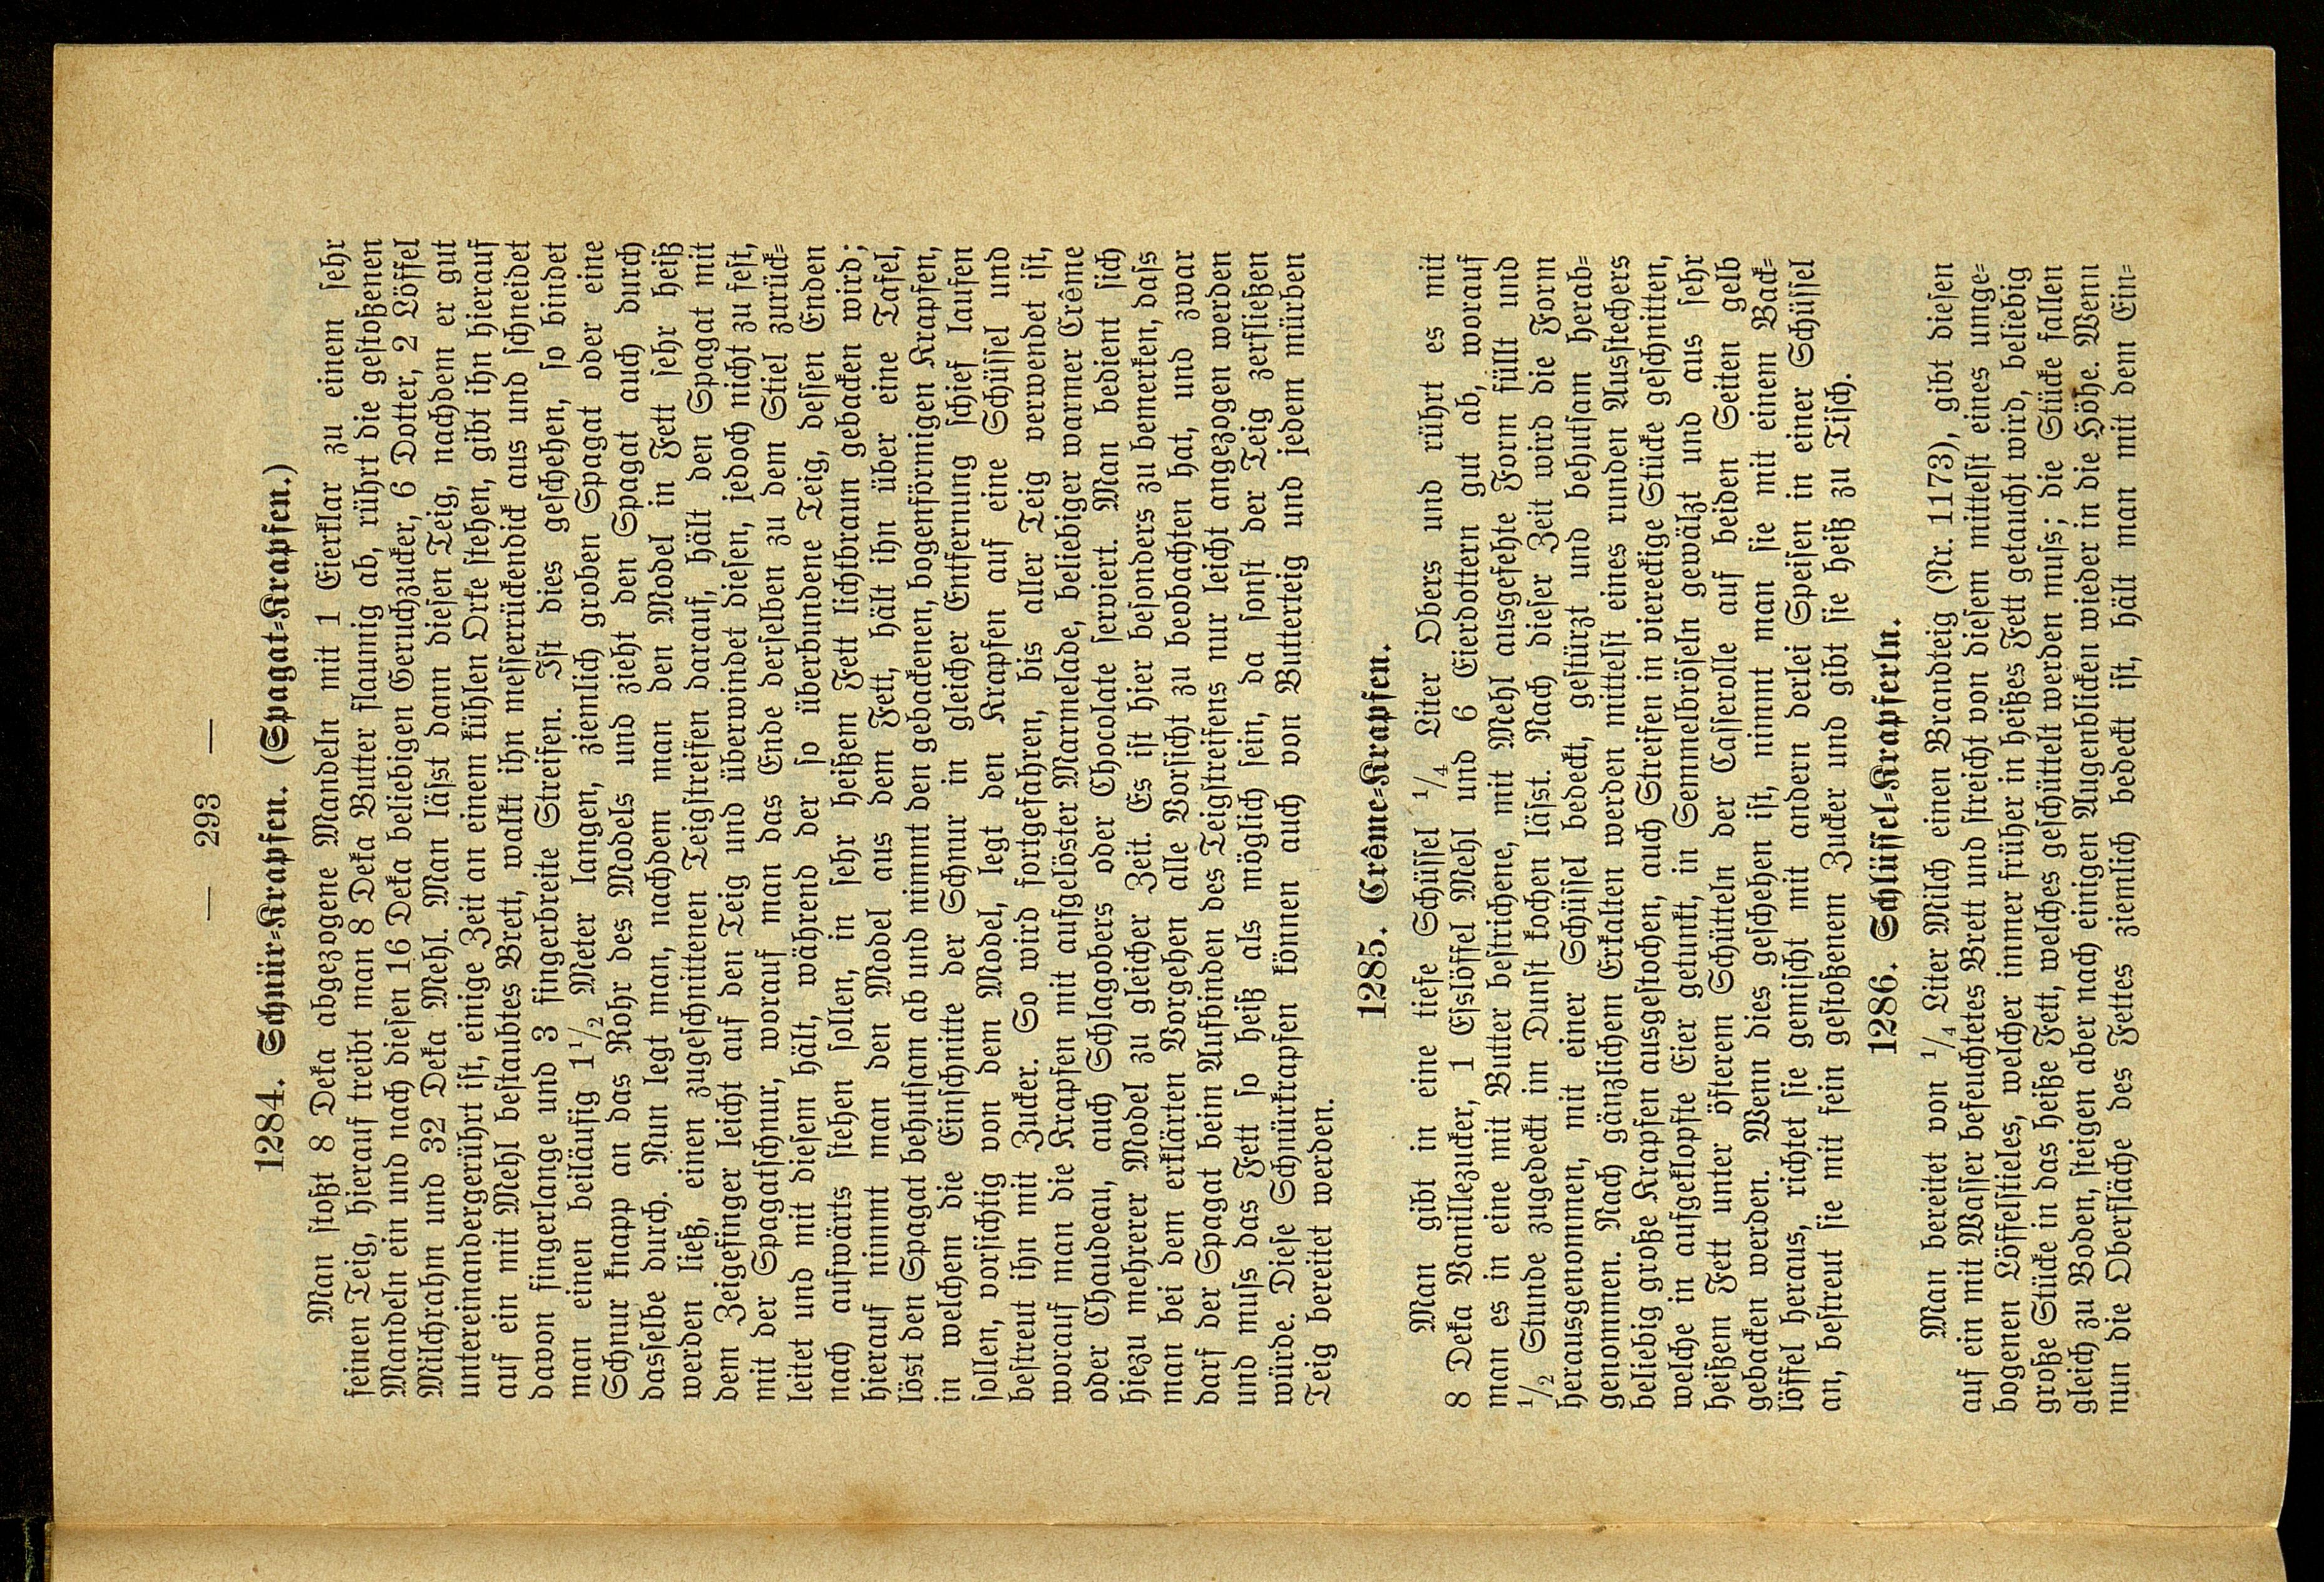 — 293 —
1284. Schnür-Krapfen. (Spagat-Krapfen.)
Man stoßt 8 Deka abgezogene Mandeln mit 1 Eierklar zu einem sehr
feinen Teig, hierauf treibt man 8 Deka Butter flaumig ab, rührt die gestoßenen
Mandeln ein und nach diesen 16 Deka beliebigen Geruchzucker, 6 Dotter, 2 Löffel
Milchrahm und 32 Deka Mehl. Man läßt dann diesen Teig, nachdem er gut
untereinandergerührt ist, einige Zeit an einem kühlen Orte stehen, gibt ihn hierauf
auf ein mit Mehl bestaubtes Brett, walkt ihn messerrückendick aus und schneidet
davon fingerlange und 3 fingerbreite Streifen. Ist dies geschehen, so bindet
man einen beiläufig 1½ Meter langen, ziemlich groben Spagat oder eine
Schnur knapp an das Rohr des Models und zieht den Spagat auch durch
dasselbe durch. Nun legt man, nachdem man den Model in Fett sehr heiß
werden ließ, einen zugeschnittenen Teigstreifen darauf, hält den Spagat mit
dem Zeigefinger leicht auf den Teig und überwindet diesen, jedoch nicht zu fest,
mit der Spagatschnur, worauf man das Ende derselben zu dem Stiel zurück-
leitet und mit diesem hält, während der so überbundene Teig, dessen Enden
nach aufwärts stehen sollen, in sehr heißem Fett lichtbraun gebacken wird;
hierauf nimmt man den Model aus dem Fett, hält ihn über eine Tafel,
löst den Spagat behutsam ab und nimmt den gebackenen, bogenförmigen Krapfen,
in welchem die Einschnitte der Schnur in gleicher Entfernung schief laufen
sollen, vorsichtig von dem Model, legt den Krapfen auf eine Schüssel und
bestreut ihn mit Zucker. So wird fortgefahren, bis aller Teig verwendet ist,
worauf man die Krapfen mit aufgelöster Marmelade, beliebiger warmer Crême
oder Chaudeau, auch Schlagobers oder Chocolate serviert. Man bedient sich
hiezu mehrerer Model zu gleicher Zeit. Es ist hier besonders zu bemerken, dass
man bei dem erklärten Vorgehen alle Vorsicht zu beobachten hat, und zwar
darf der Spagat beim Aufbinden des Teigstreifens nur leicht angezogen werden
und muss das Fett so heiß als möglich sein, da sonst der Teig zerfließen
würde. Diese Schnürkrapfen können auch von Butterteig und jedem mürben
Teig bereitet werden.
1285. Crême-Krapfen.
Man gibt in eine tiefe Schüssel ¼ Liter Obers und rührt es mit
8 Deka Vanillezucker, 1 Esslöffel Mehl und 6 Eierdottern gut ab, worauf
man es in eine mit Butter bestrichene, mit Mehl ausgesehte Form füllt und
½ Stunde zugedeckt im Dunst kochen lässt. Nach dieser Zeit wird die Form
herausgenommen, mit einer Schüssel bedeckt, gestürzt und behutsam herab-
genommen. Nach gänzlichem Erkalten werden mittelst eines runden Ausstechers
beliebig große Krapfen ausgestochen, auch Streifen in viereckige Stücke geschnitten,
welche in aufgeklopfte Eier getunkt, in Semmelbröseln gewälzt und aus sehr
heißem Fett unter öfterem Schütteln der Casserolle auf beiden Seiten gelb
gebacken werden. Wenn dies geschehen ist, nimmt man sie mit einem Back-
löffel heraus, richtet sie gemischt mit andern derlei Speisen in einer Schüssel
an, bestreut sie mit fein gestoßenem Zucker und gibt sie heiß zu Tisch.
1286. Schlüssel-Krapferln.
Man bereitet von ¼ Liter Milch einen Brandteig (Nr. 1173), gibt diesen
auf ein mit Wasser befeuchtetes Brett und streicht von diesem mittelst eines umge-
bogenen Löffelstieles, welcher immer früher in heißes Fett getaucht wird, beliebig
große Stücke in das heiße Fett, welches geschüttelt werden muss; die Stücke fallen
gleich zu Boden, steigen aber nach einigen Augenblicken wieder in die Höhe. Wenn
nun die Oberfläche des Fettes ziemlich bedeckt ist, hält man mit dem Ein-